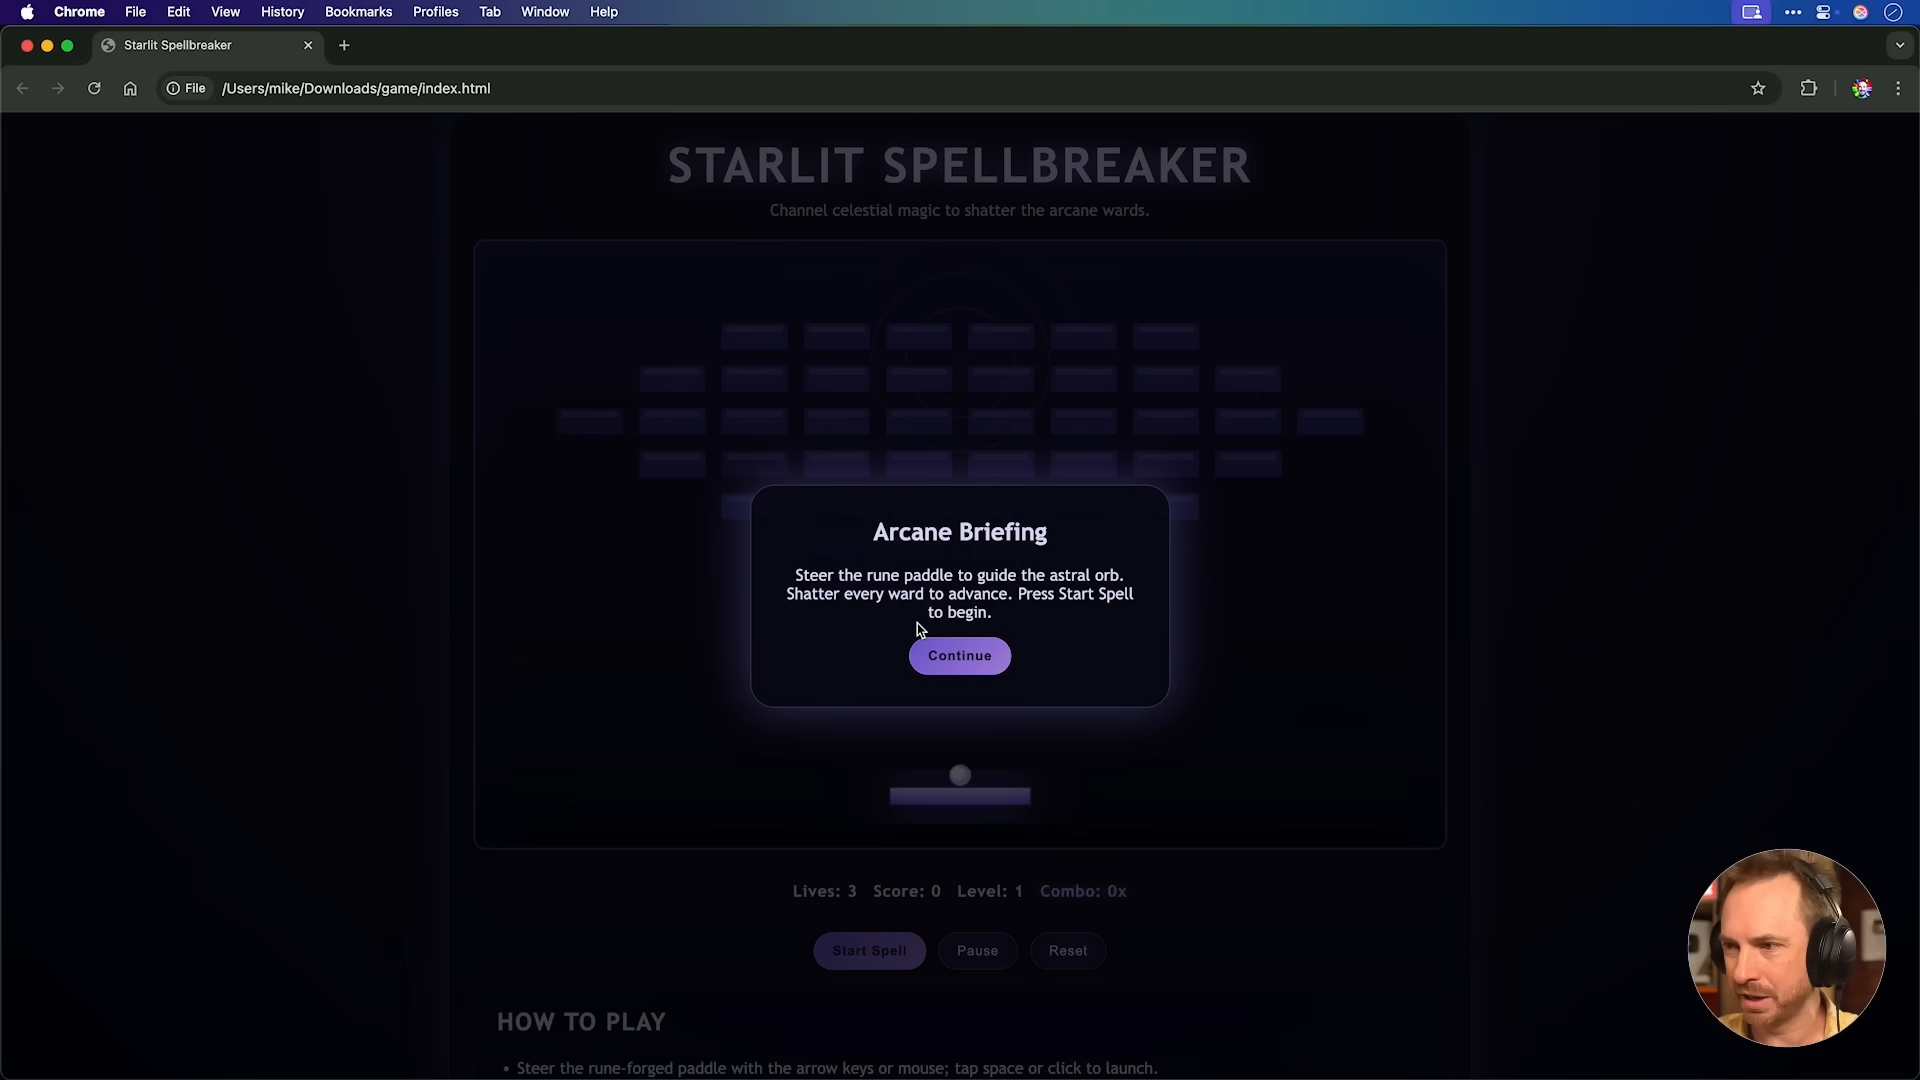 Chrome File Edit View History Bookmarks Profiles Tab Window Help
Starlit Spellbreaker
File /Users/mike/Downloads/game/index.html
STARLIT SPELLBREAKER
Channel celestial magic to shatter the arcane wards.
Arcane Briefing
Steer the rune paddle to guide the astral orb.
Shatter every ward to advance. Press Start Spell
to begin.
Continue
Lives: 3 Score: 0 Level: 1 Combo: 0x
Start Spell Pause Reset
HOW TO PLAY
• Steer the rune-forged paddle with the arrow keys or mouse; tap space or click to launch.